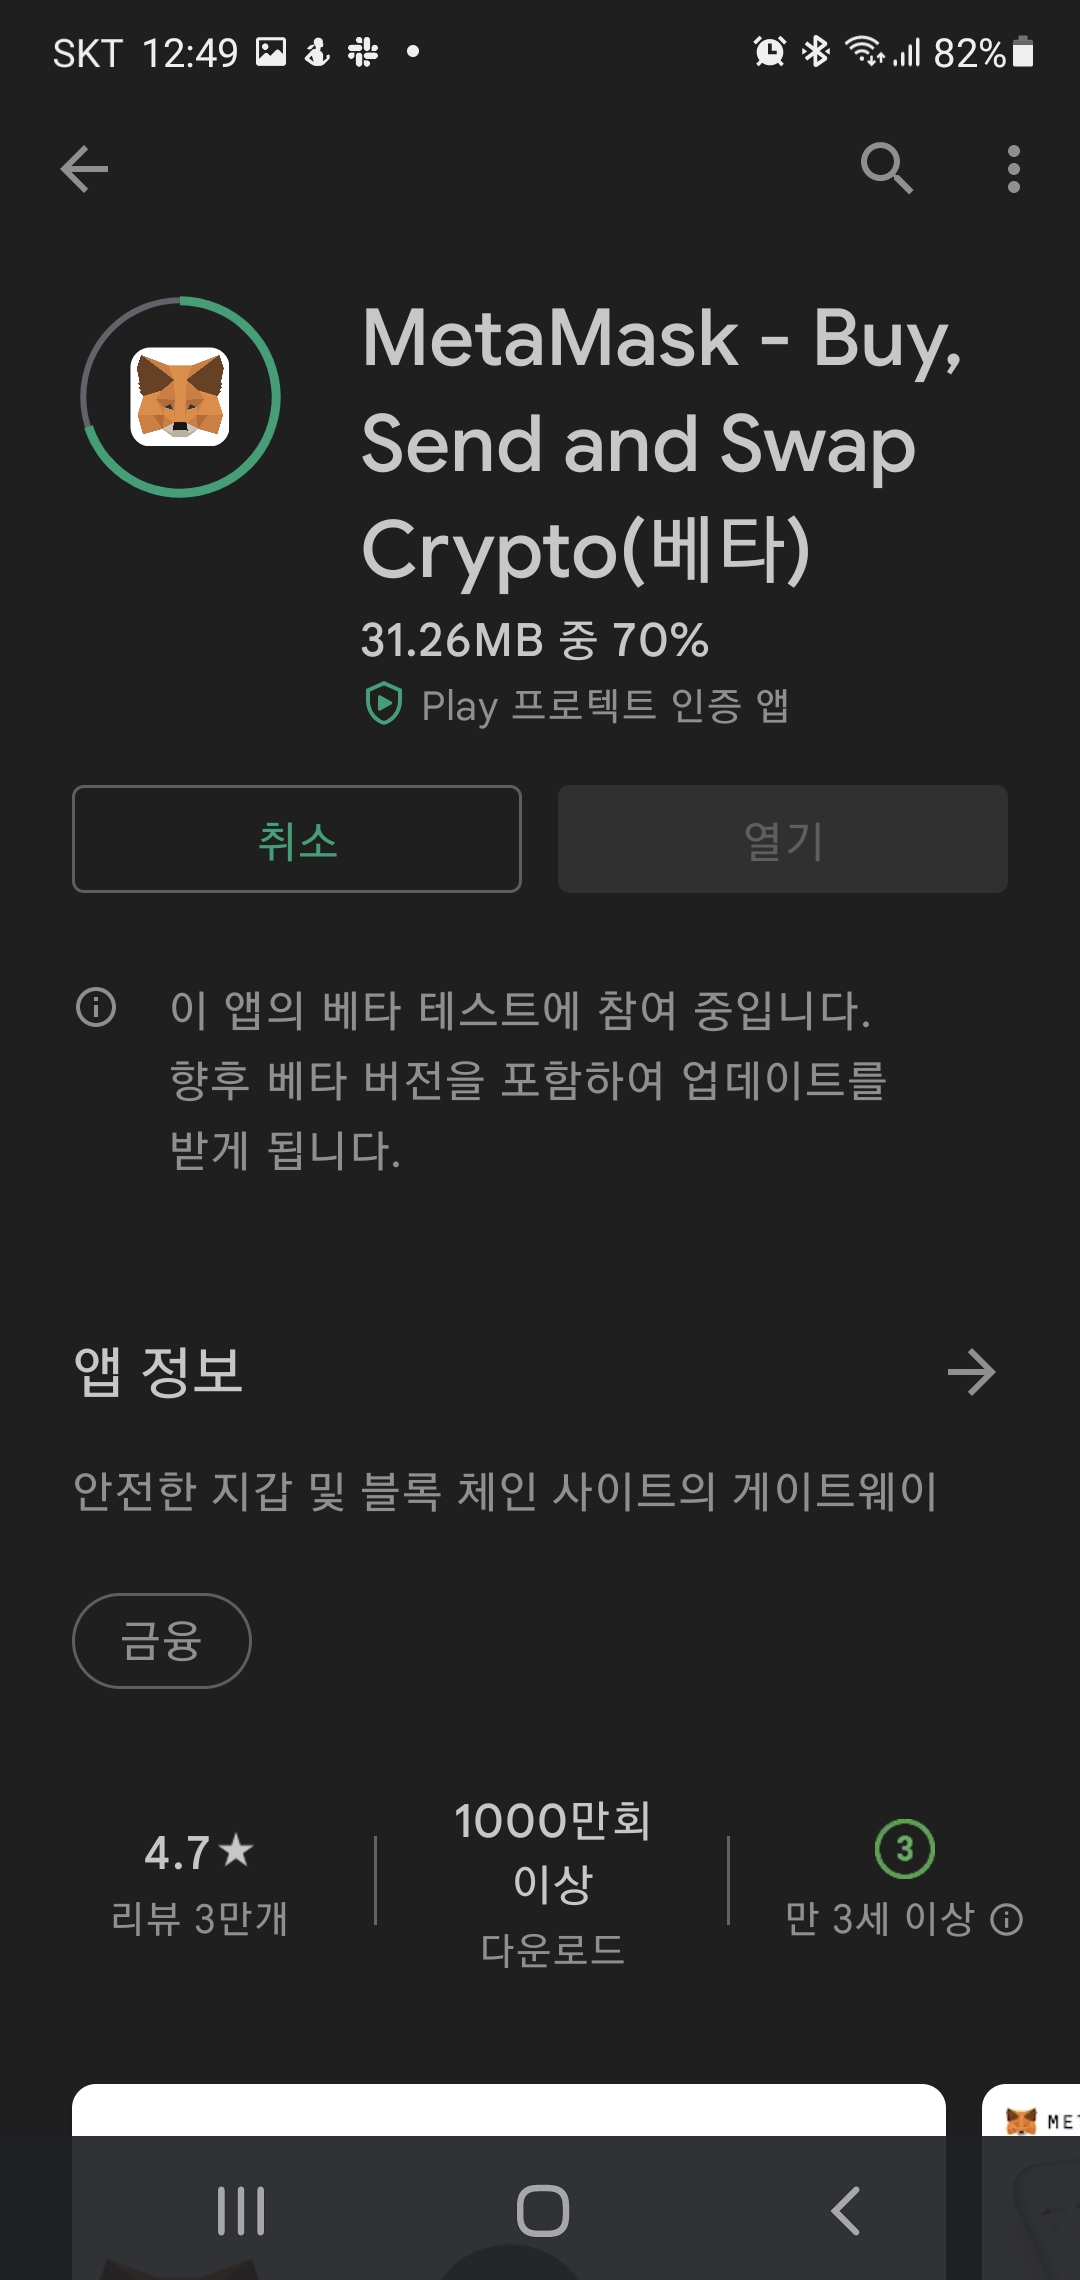 SKT 12:49
82%
MetaMask - Buy,
Send and Swap
Crypto(베타)
31.26MB 중 70%
Play 프로텍트 인증 앱
취소
열기
이 앱의 베타 테스트에 참여 중입니다.
향후 베타 버전을 포함하여 업데이트를
받게 됩니다.
앱 정보
안전한 지갑 및 블록 체인 사이트의 게이트웨이
금융
4.7★
리뷰 3만개
1000만회
이상
다운로드
3
만 3세 이상
MET